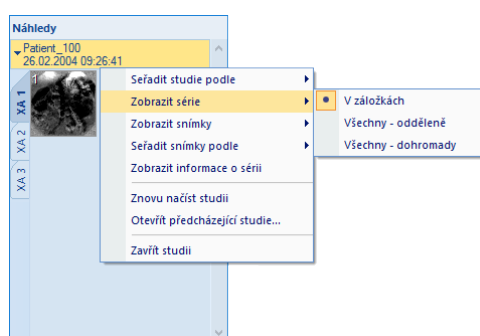 Náhledy
Patient_100
26.02.2004 09:26:41
1
XA 1
XA 2
XA 3
Seřadit studie podle
Zobrazit série
Zobrazit snímky
Seřadit snímky podle
Zobrazit informace o sérii
Znovu načíst studii
Otevřít předcházející studie...
Zavřít studii
V záložkách
Všechny - odděleně
Všechny - dohromady